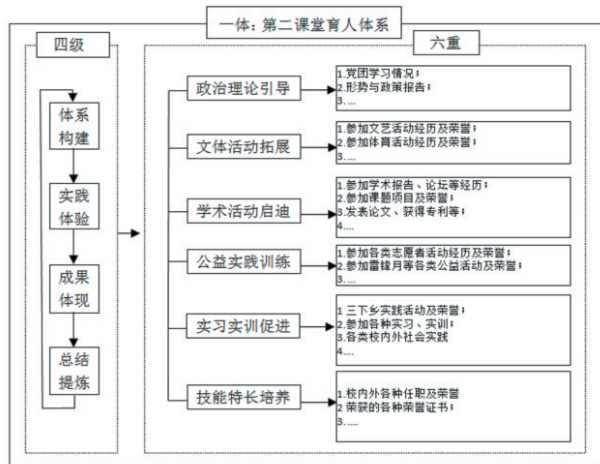 一体：第二课堂育人体系
四级
体系
构建
实践
体验
成果
体现
总结
提炼
六重
政治理论引导
1.党团学习情况；
2.形势与政策报告；
3....
文体活动拓展
1.参加文艺活动经历及荣誉；
2.参加体育活动经历及荣誉；
3....
学术活动启迪
1.参加学术报告、论坛等经历；
2.参加课题项目及荣誉；
3.发表论文、获得专利等；
4....
公益实践训练
1.参加各类志愿者活动经历及荣誉；
2.参加雷锋月等各类公益活动及荣誉；
3....
实习实训促进
1 三下乡实践活动及荣誉；
2.参加各种实习、实训；
3.各类校内外社会实践
4....
技能特长培养
1.校内外各种任职及荣誉
2 荣获的各种荣誉证书；
3....